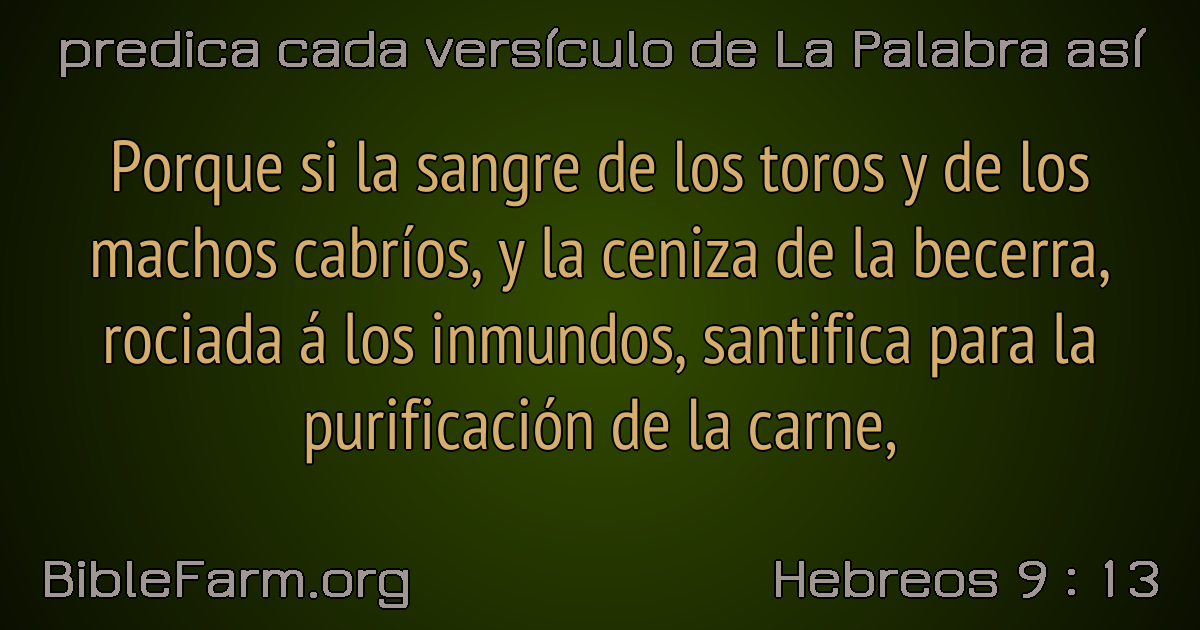 predica cada versículo de La Palabra así
Porque si la sangre de los toros y de los
machos cabríos, y la ceniza de la becerra,
rociada á los inmundos, santifica para la
purificación de la carne,
BibleFarm.org
Hebreos 9 : 13